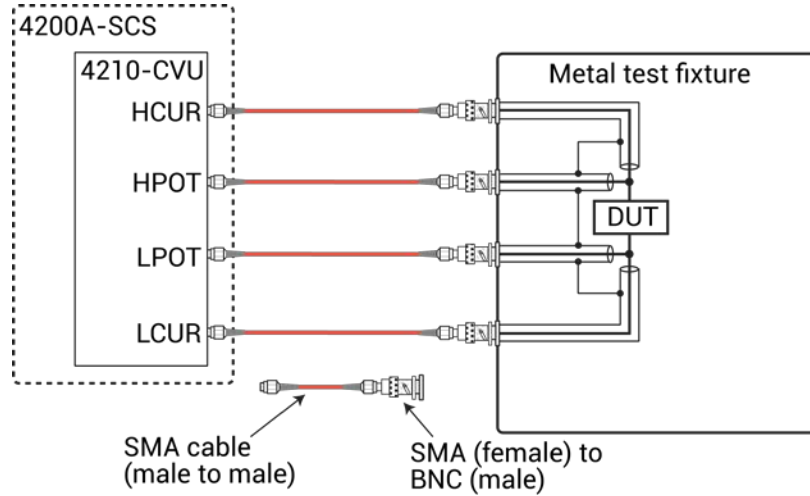 4200A-SCS
4210-CVU
Metal test fixture
HCUR
HPOT
DUT
LPOT
LCUR
SMA cable
(male to male)
SMA (female) to
BNC (male)